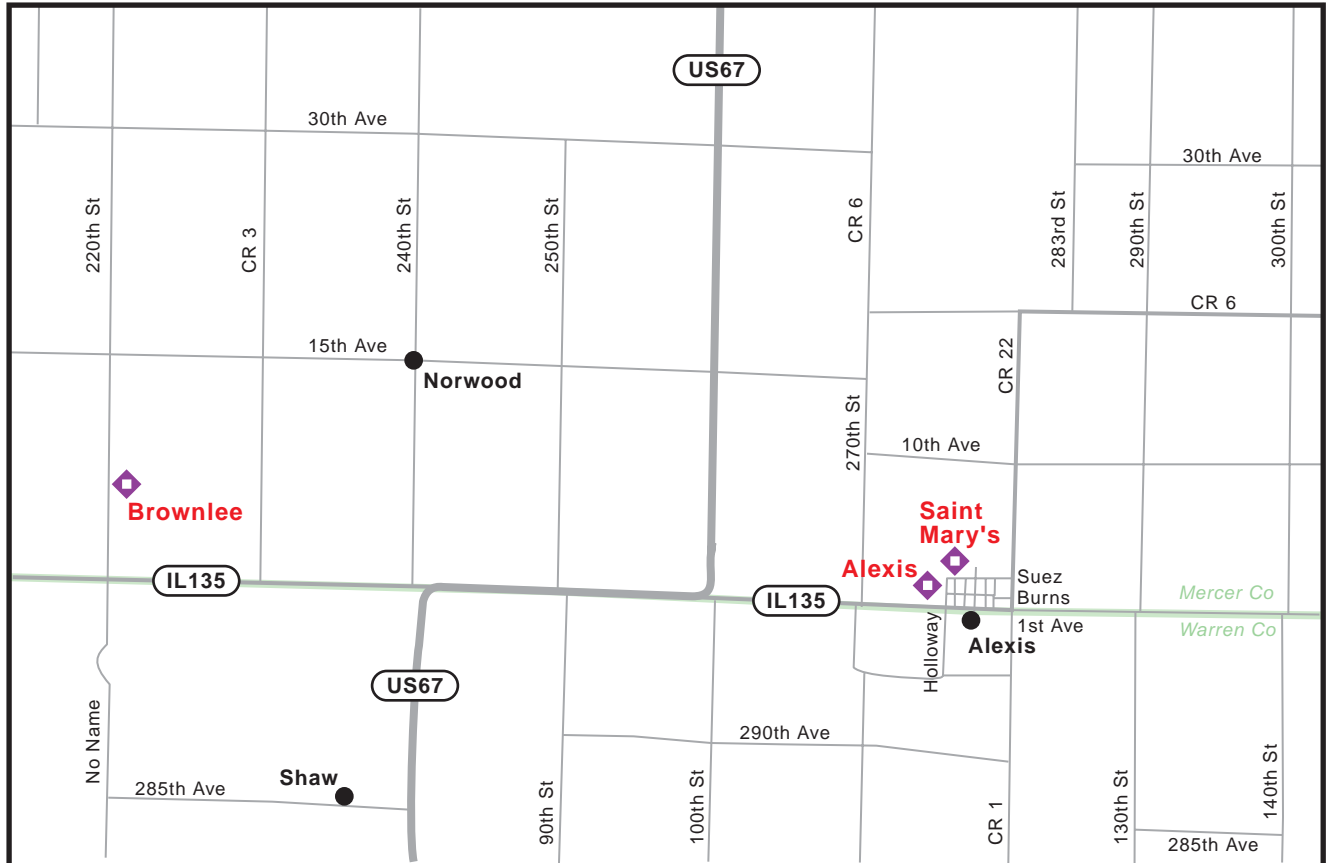 US67
30th Ave
30th Ave
220th St
CR 3
240th St
250th St
CR 6
283rd St
290th St
300th St
CR 6
15th Ave
CR 22
Norwood
270th St
10th Ave
Brownlee
Saint
Mary's
Alexis
IL135
Suez
IL135
Burns
Mercer Co
1st Ave
Warren Co
Alexis
Holloway
US67
No Name
290th Ave
Shaw
285th Ave
90th St
100th St
CR 1
130th St
140th St
285th Ave